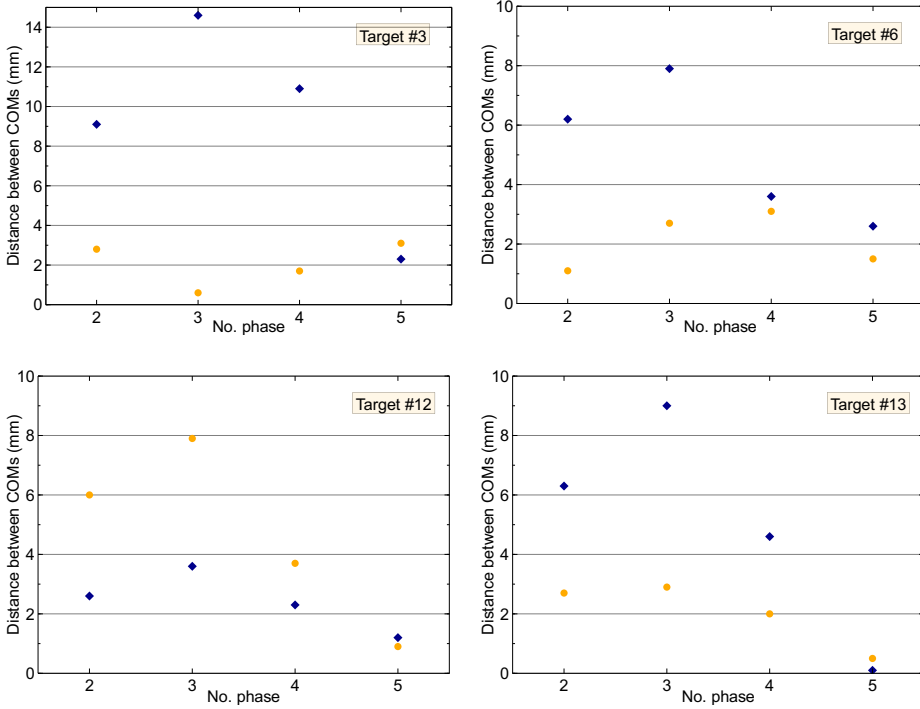 Target #3
Distance between COMs (mm)
14
12
10
8
6
4
2
0
2 3 4 5
No. phase
Target #6
Distance between COMs (mm)
10
8
6
4
2
0
2 3 4 5
No. phase
Target #12
Distance between COMs (mm)
10
8
6
4
2
0
2 3 4 5
No. phase
Target #13
Distance between COMs (mm)
10
8
6
4
2
0
2 3 4 5
No. phase